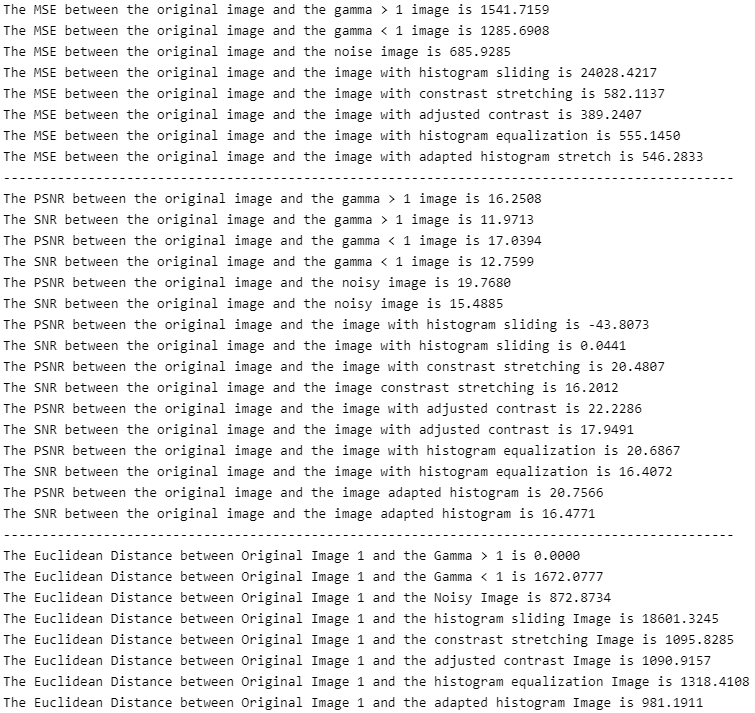 The MSE between the original image and the gamma > 1 image is 1541.7159
The MSE between the original image and the gamma < 1 image is 1285.6908
The MSE between the original image and the noise image is 685.9285
The MSE between the original image and the image with histogram sliding is 24028.4217
The MSE between the original image and the image with constrast stretching is 582.1137
The MSE between the original image and the image with adjusted contrast is 389.2407
The MSE between the original image and the image with histogram equalization is 555.1450
The MSE between the original image and the image with adapted histogram stretch is 546.2833
----------------------------------------------------------------------------------------------
The PSNR between the original image and the gamma > 1 image is 16.2508
The SNR between the original image and the gamma > 1 image is 11.9713
The PSNR between the original image and the gamma < 1 image is 17.0394
The SNR between the original image and the gamma < 1 image is 12.7599
The PSNR between the original image and the noisy image is 19.7680
The SNR between the original image and the noisy image is 15.4885
The PSNR between the original image and the image with histogram sliding is -43.8073
The SNR between the original image and the image with histogram sliding is 0.0441
The PSNR between the original image and the image with constrast stretching is 20.4807
The SNR between the original image and the image constrast stretching is 16.2012
The PSNR between the original image and the image with adjusted contrast is 22.2286
The SNR between the original image and the image with adjusted contrast is 17.9491
The PSNR between the original image and the image with histogram equalization is 20.6867
The SNR between the original image and the image with histogram equalization is 16.4072
The PSNR between the original image and the image adapted histogram is 20.7566
The SNR between the original image and the image adapted histogram is 16.4771
----------------------------------------------------------------------------------------------
The Euclidean Distance between Original Image 1 and the Gamma > 1 is 0.0000
The Euclidean Distance between Original Image 1 and the Gamma < 1 is 1672.0777
The Euclidean Distance between Original Image 1 and the Noisy Image is 872.8734
The Euclidean Distance between Original Image 1 and the histogram sliding Image is 18601.3245
The Euclidean Distance between Original Image 1 and the constrast stretching Image is 1095.8285
The Euclidean Distance between Original Image 1 and the adjusted contrast Image is 1090.9157
The Euclidean Distance between Original Image 1 and the histogram equalization Image is 1318.4108
The Euclidean Distance between Original Image 1 and the adapted histogram Image is 981.1911